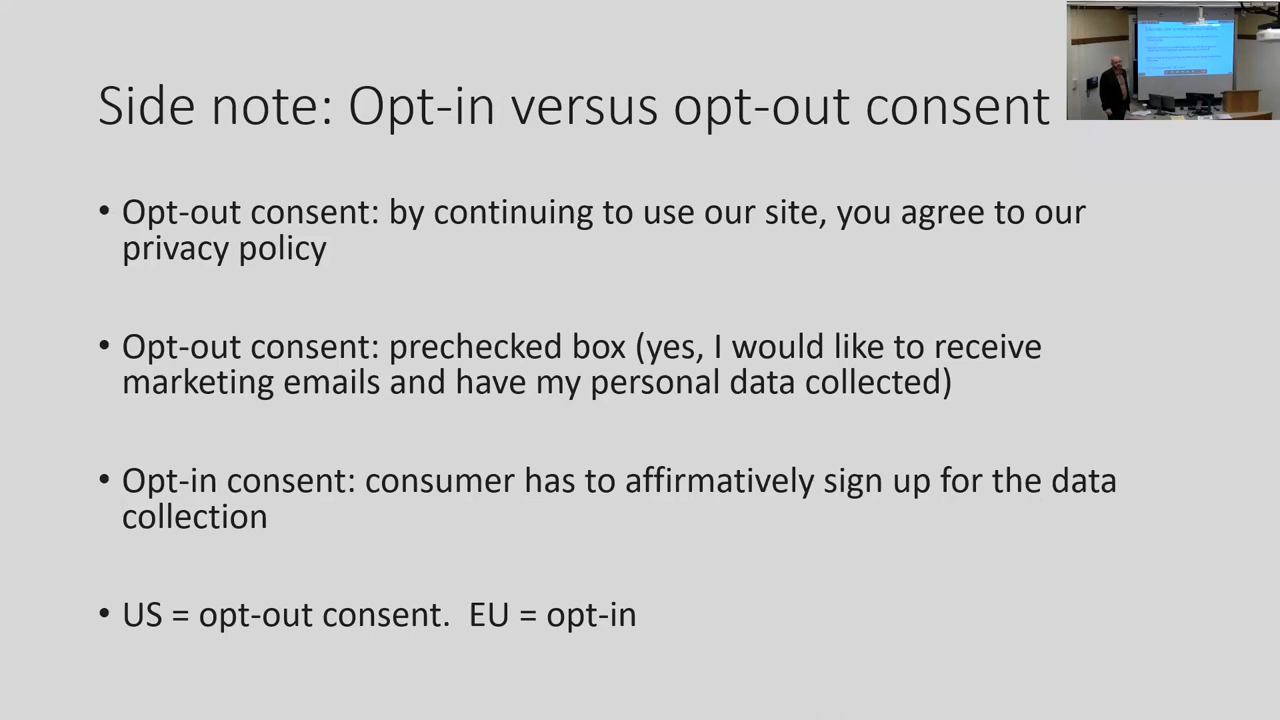 Side note: Opt-in versus opt-out consent
• Opt-out consent: by continuing to use our site, you agree to our
privacy policy
• Opt-out consent: prechecked box (yes, I would like to receive
marketing emails and have my personal data collected)
• Opt-in consent: consumer has to affirmatively sign up for the data
collection
• US = opt-out consent.  EU = opt-in